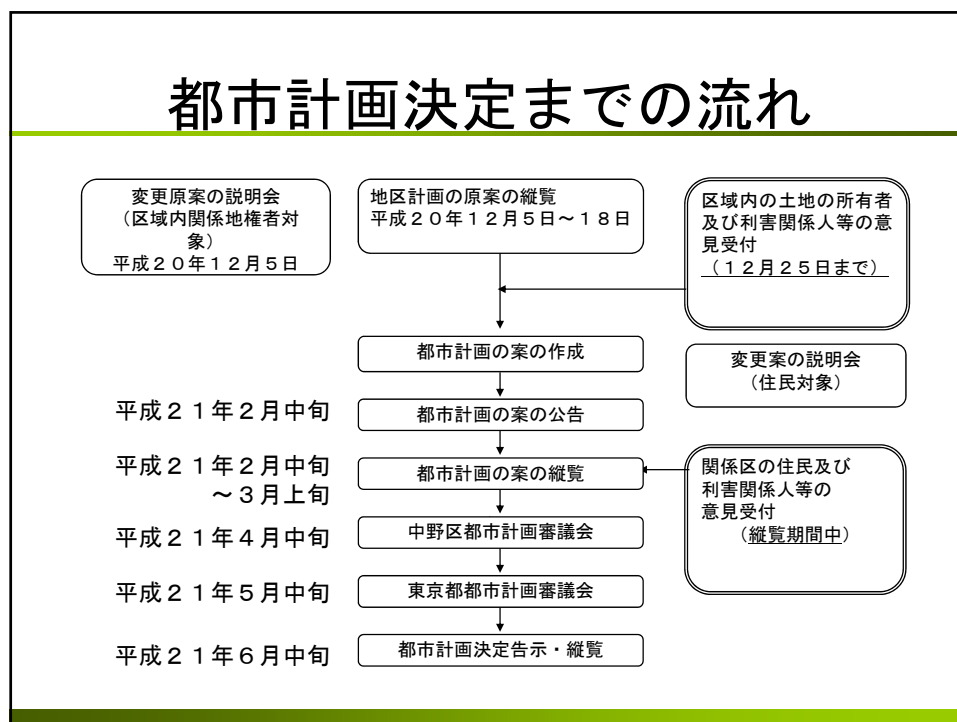 都市計画決定までの流れ
変更原案の説明会
（区域内関係地権者対
象）
平成２０年１２月５日
地区計画の原案の縦覧
平成２０年１２月５日～１８日
区域内の土地の所有者
及び利害関係人等の意
見受付
（１２月２５日まで）
都市計画の案の作成
変更案の説明会
（住民対象）
平成２１年２月中旬
都市計画の案の公告
平成２１年２月中旬
～３月上旬
都市計画の案の縦覧
関係区の住民及び
利害関係人等の
意見受付
（縦覧期間中）
平成２１年４月中旬
中野区都市計画審議会
平成２１年５月中旬
東京都都市計画審議会
平成２１年６月中旬
都市計画決定告示・縦覧